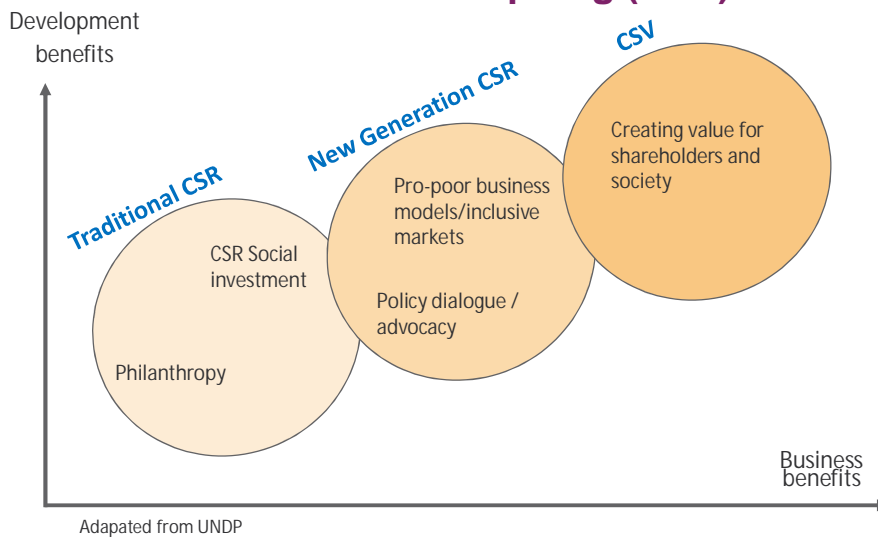 Development
benefits
CSV
New Generation CSR
Traditional CSR
Creating value for
shareholders and
society
Pro-poor business
models/inclusive
markets
CSR Social
investment
Policy dialogue /
advocacy
Philanthropy
Business
benefits
Adapated from UNDP